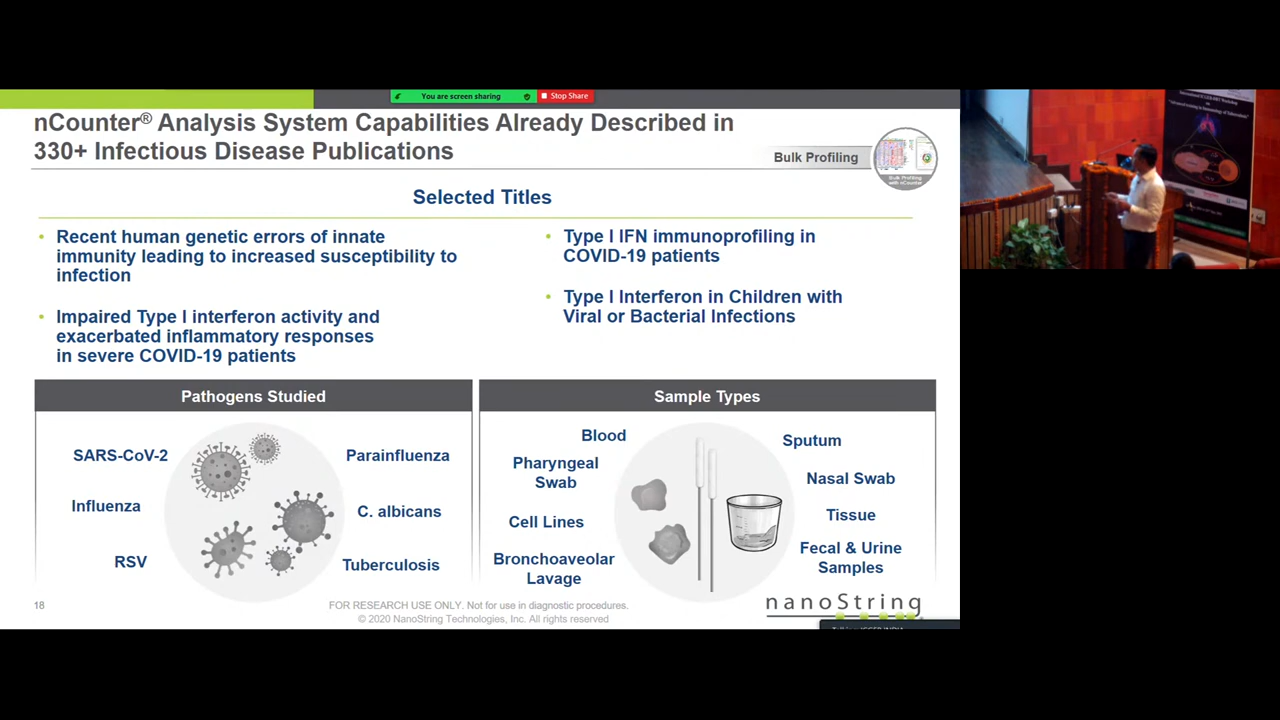 You are screen sharing
Stop Share
nCounter® Analysis System Capabilities Already Described in
330+ Infectious Disease Publications
Bulk Profiling
Bulk Profiling
with nCounter
Selected Titles
• Recent human genetic errors of innate
immunity leading to increased susceptibility to
infection
• Impaired Type I interferon activity and
exacerbated inflammatory responses
in severe COVID-19 patients
• Type I IFN immunoprofiling in
COVID-19 patients
• Type I Interferon in Children with
Viral or Bacterial Infections
Pathogens Studied
SARS-CoV-2
Influenza
RSV
Parainfluenza
C. albicans
Tuberculosis
Sample Types
Blood
Pharyngeal
Swab
Cell Lines
Bronchoaveolar
Lavage
Sputum
Nasal Swab
Tissue
Fecal & Urine
Samples
18
FOR RESEARCH USE ONLY. Not for use in diagnostic procedures.
© 2020 NanoString Technologies, Inc. All rights reserved
nanoString